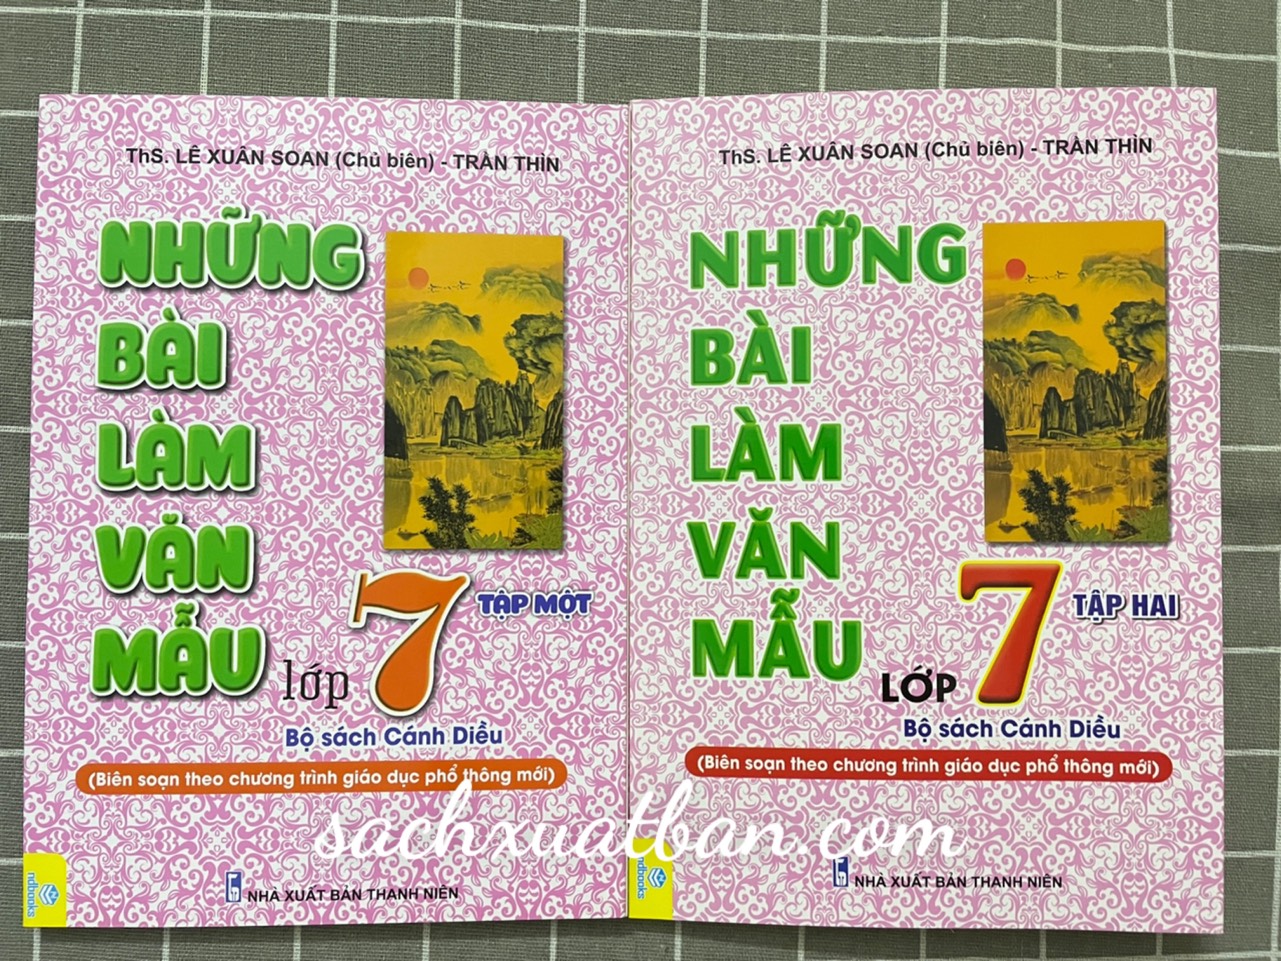 ThS. LÊ XUÂN SOAN (Chủ biên) - TRẦN THÌN
NHỮNG
BÀI
LÀM
VĂN
MẪU
lớp 7 TẬP MỘT
Bộ sách Cánh Diều
(Biên soạn theo chương trình giáo dục phổ thông mới)
NHÀ XUẤT BẢN THANH NIÊN
ndbooks
ThS. LÊ XUÂN SOAN (Chủ biên) - TRẦN THÌN
NHỮNG
BÀI
LÀM
VĂN
MẪU
LỚP 7 TẬP HAI
Bộ sách Cánh Diều
(Biên soạn theo chương trình giáo dục phổ thông mới)
NHÀ XUẤT BẢN THANH NIÊN
ndbooks
sachxuatban.com